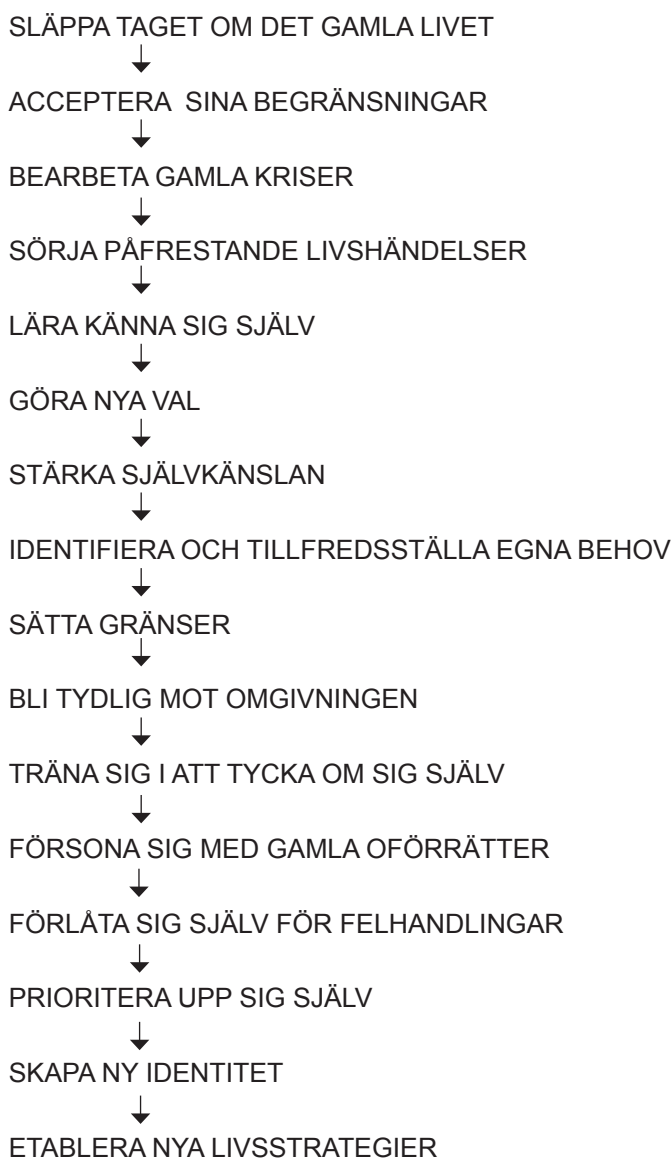 SLÄPPA TAGET OM DET GAMLA LIVET
ACCEPTERA SINA BEGRÄNSNINGAR
BEARBETA GAMLA KRISER
SÖRJA PÅFRESTANDE LIVSHÄNDELSER
LÄRA KÄNNA SIG SJÄLV
GÖRA NYA VAL
STÄRKA SJÄLVKÄNSLAN
IDENTIFIERA OCH TILLFREDSSTÄLLA EGNA BEHOV
SÄTTA GRÄNSER
BLI TYDLIG MOT OMGIVNINGEN
TRÄNA SIG I ATT TYCKA OM SIG SJÄLV
FÖRSONA SIG MED GAMLA OFÖRRÄTTER
FÖRLÅTA SIG SJÄLV FÖR FELHANDLINGAR
PRIORITERA UPP SIG SJÄLV
SKAPA NY IDENTITET
ETABLERA NYA LIVSSTRATEGIER